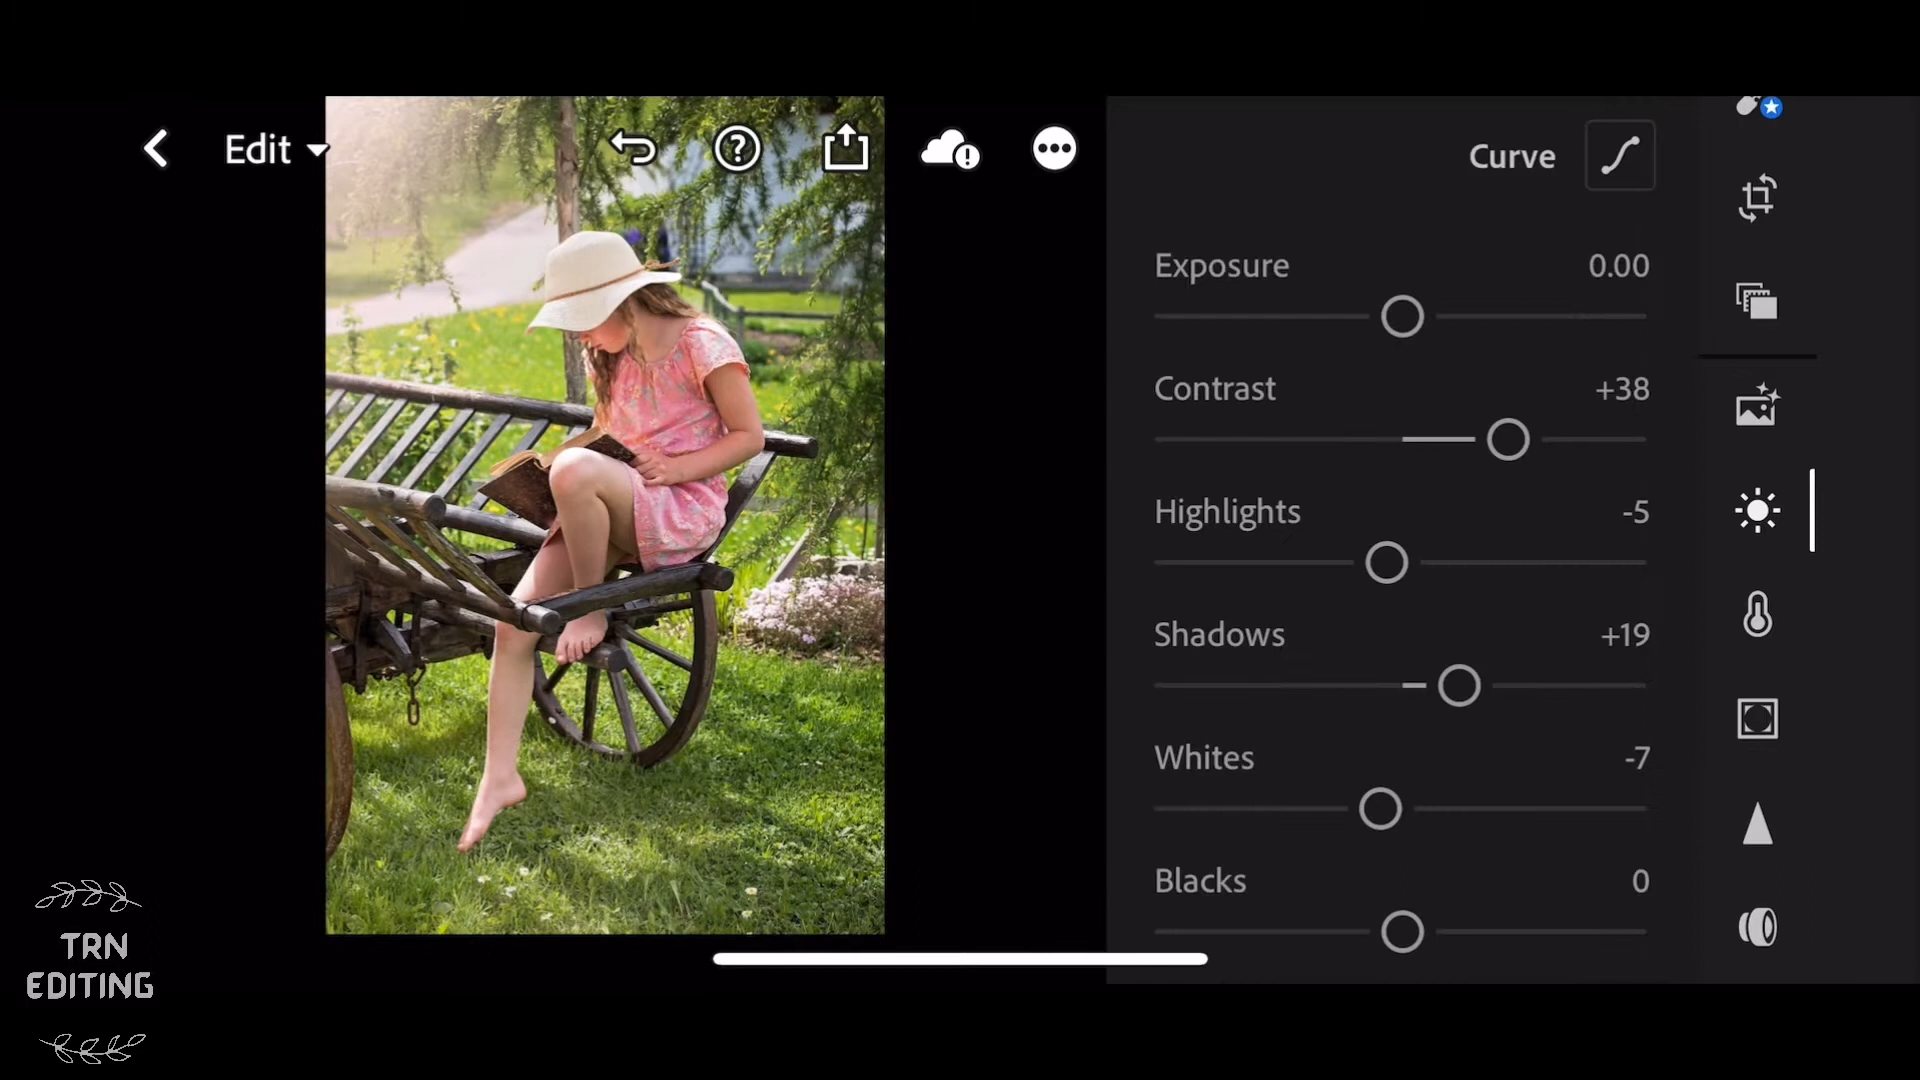 Edit
Curve
Exposure 0.00
Contrast +38
Highlights -5
Shadows +19
Whites -7
Blacks 0
TRN
EDITING